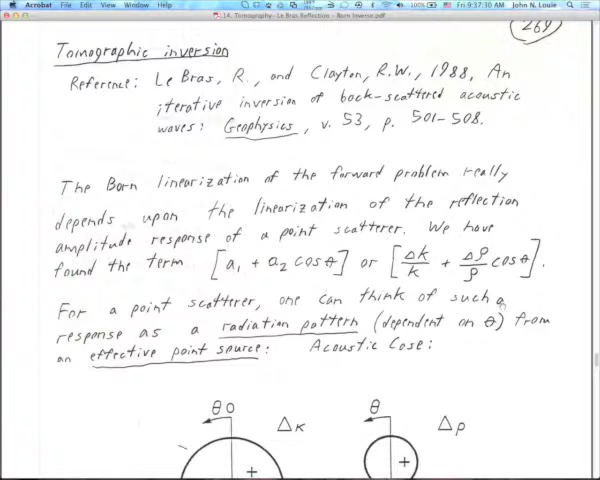 Acrobat File Edit View Window Help
100% Fri 9:37:30 AM John N. Louie
14. Tomography--Le Bras Reflection - Born Inverse.pdf
269
Tomographic inversion
Reference: Le Bras, R., and Clayton, R.W., 1988, An
iterative inversion of back-scattered acoustic
waves: Geophysics, v. 53, p. 501-508.
The Born linearization of the forward problem really
depends upon the linearization of the reflection
amplitude response of a point scatterer. We have
found the term [a₁ + a₂ cosθ] or [Δk/k + Δρ/ρ cosθ].
For a point scatterer, one can think of such a
response as a radiation pattern (dependent on θ) from
an effective point source: Acoustic Case:
θ 0 Δκ θ Δρ
+ +